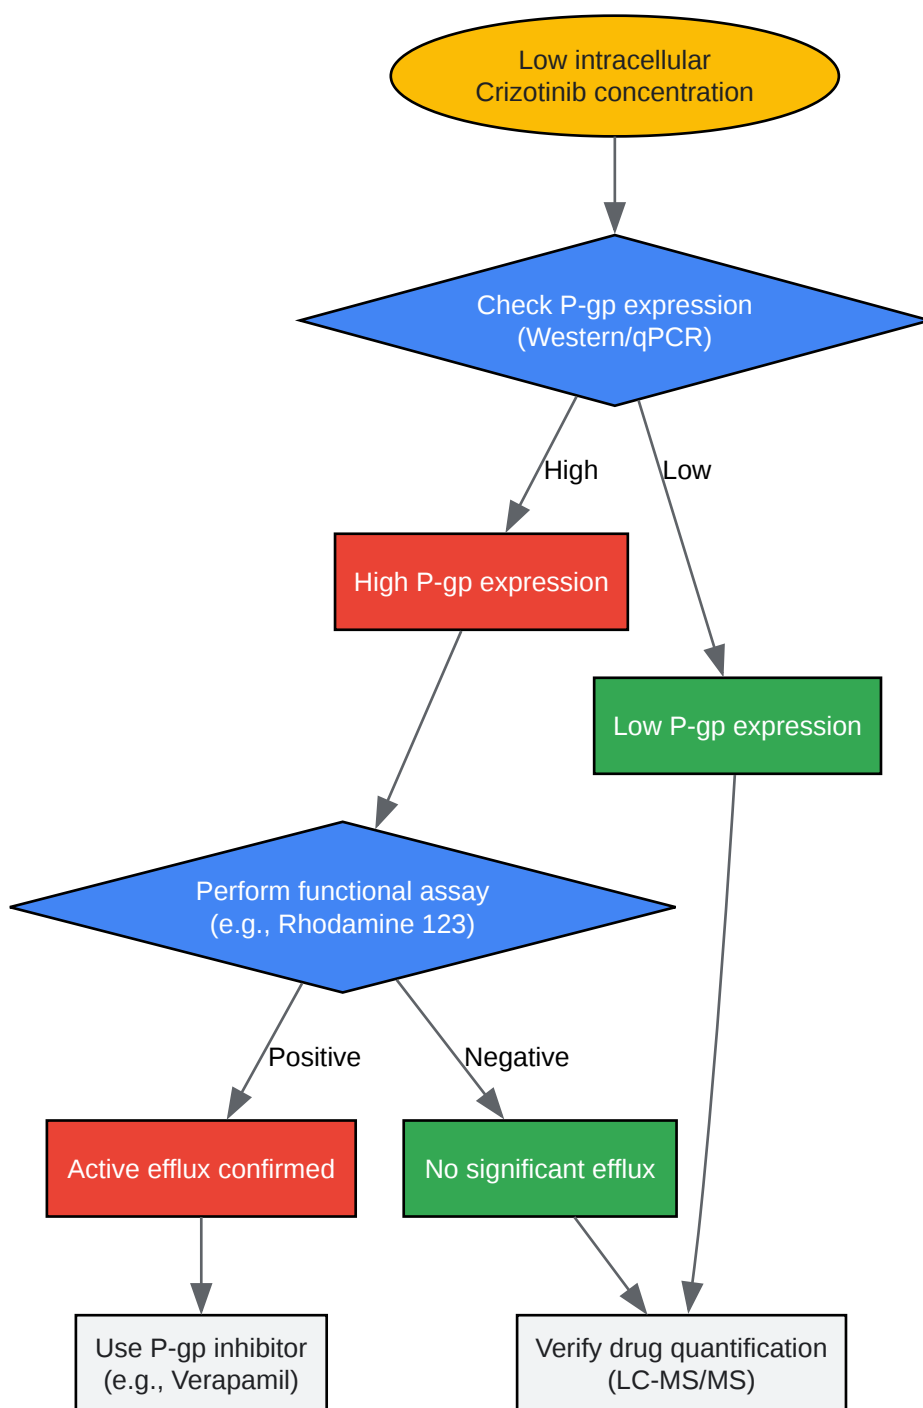 Low intracellular
Crizotinib concentration
Check P-gp expression
(Western/qPCR)
High
Low
High P-gp expression
Low P-gp expression
Perform functional assay
(e.g., Rhodamine 123)
Positive
Negative
Active efflux confirmed
No significant efflux
Use P-gp inhibitor
(e.g., Verapamil)
Verify drug quantification
(LC-MS/MS)